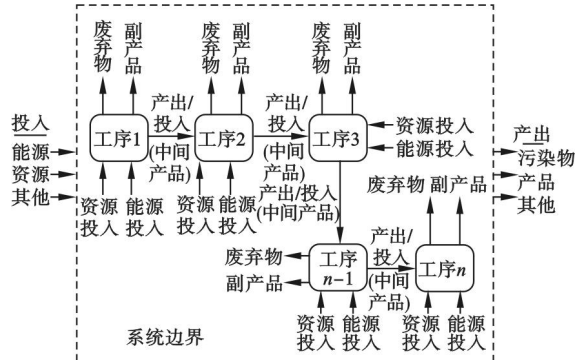 废弃物
副产品
废弃物
副产品
废弃物
副产品
投入
能源
资源
其他
工序1
产出/
投入
(中间
产品)
工序2
产出/
投入
(中间
产品)
工序3
资源投入
能源投入
资源
投入
能源
投入
资源
投入
能源
投入
产出/投入
(中间产品)
产出
污染物
产品
其他
废弃物 副产品
废弃物
副产品
工序
n-1
产出/
投入
(中间
产品)
工序n
资源
投入
能源
投入
资源
投入
能源
投入
系统边界